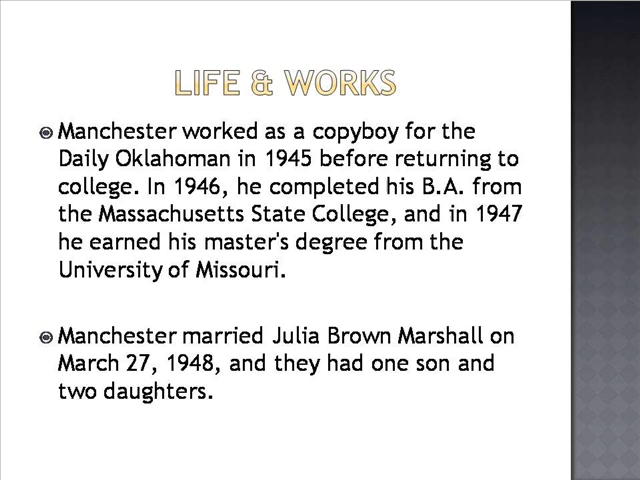 LIFE & WORKS
Manchester worked as a copyboy for the
Daily Oklahoman in 1945 before returning to
college. In 1946, he completed his B.A. from
the Massachusetts State College, and in 1947
he earned his master's degree from the
University of Missouri.
Manchester married Julia Brown Marshall on
March 27, 1948, and they had one son and
two daughters.